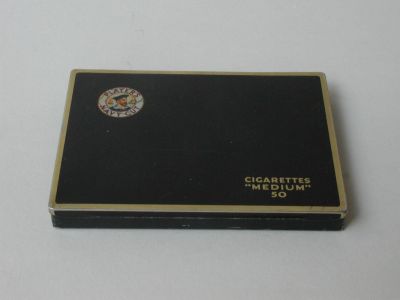 PLAYER'S
NAVY CUT
CIGARETTES
"MEDIUM"
50